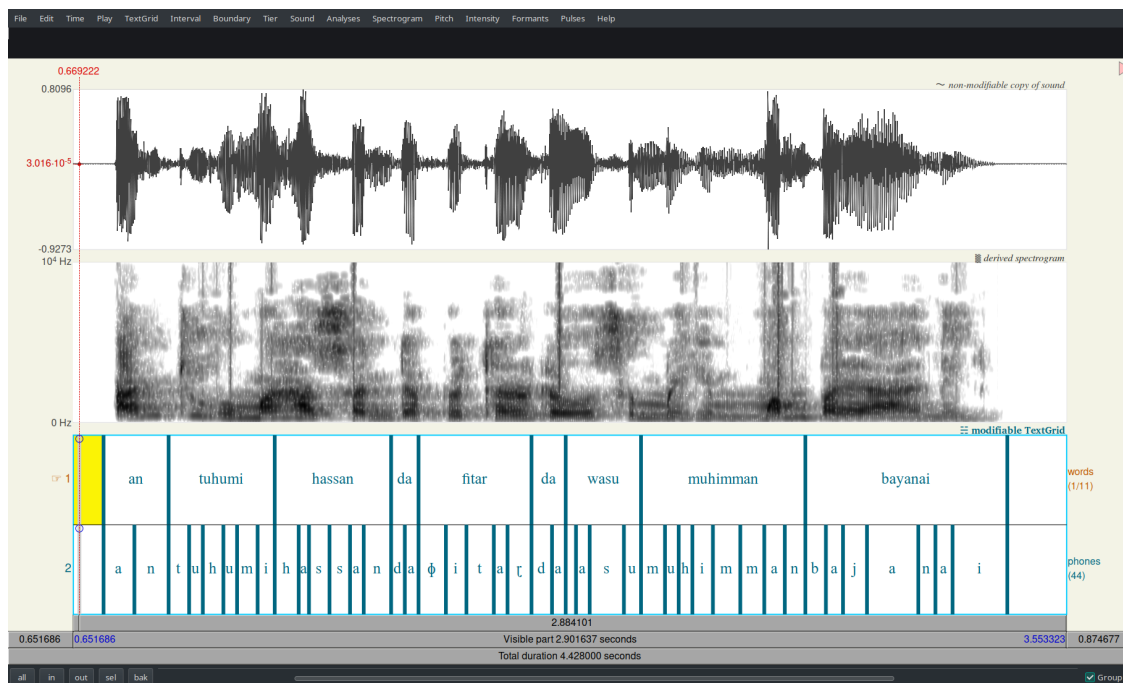 File Edit Time Play TextGrid Interval Boundary Tier Sound Analyses Spectrogram Pitch Intensity Formants Pulses Help
0.669222
0.8096
～ non-modifiable copy of sound
3.016·10⁻⁵
-0.9273
10⁴ Hz
▒ derived spectrogram
0 Hz
☵ modifiable TextGrid
☞ 1 an tuhumi hassan da fitar da wasu muhimman bayanai words
(1/11)
2 a n t u h u m i h a s s a n d a ɸ i t a ɽ d a a s u m u h i m m a n b a j a n a i phones
(44)
2.884101
0.651686 0.651686 Visible part 2.901637 seconds 3.553323 0.874677
Total duration 4.428000 seconds
all in out sel bak Group